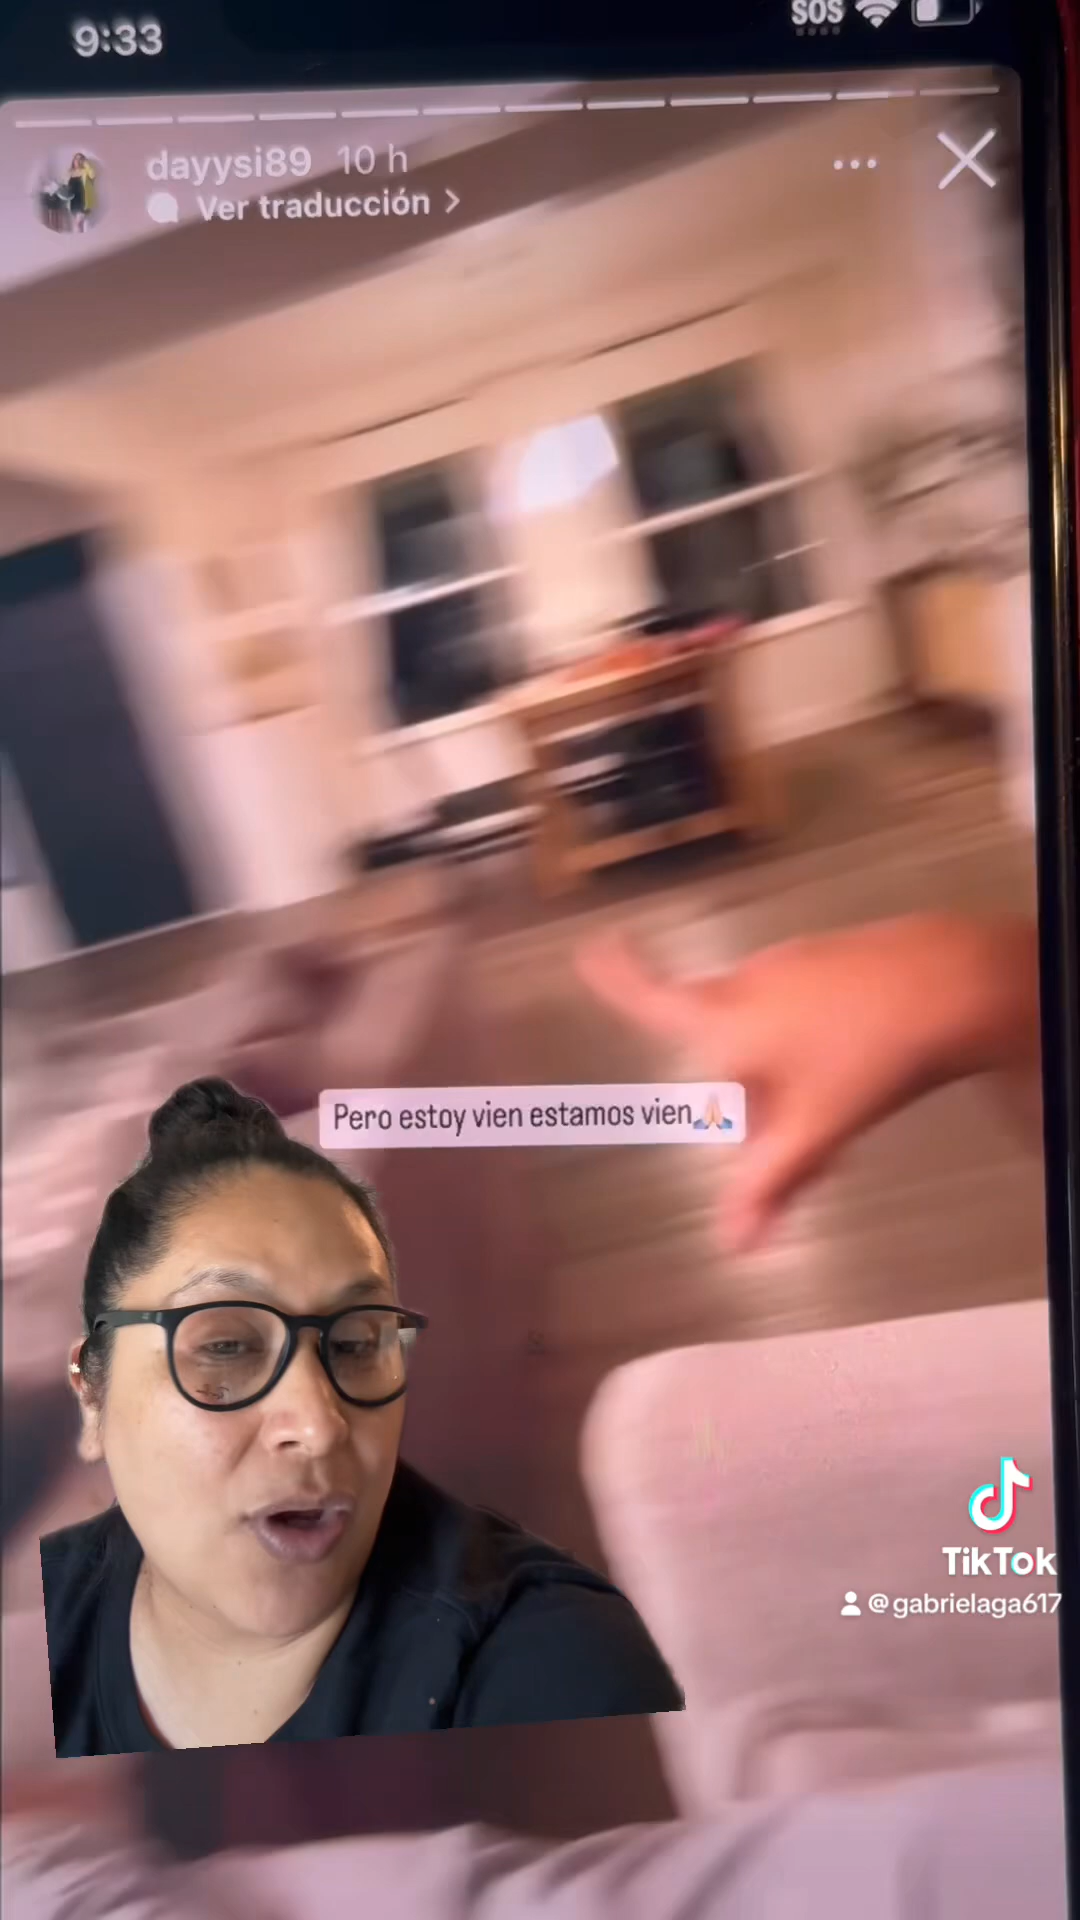 9:33
SOS
dayysi89 10 h
Ver traducción >
Pero estoy vien estamos vien🙏🏻
TikTok
@gabrielaga617